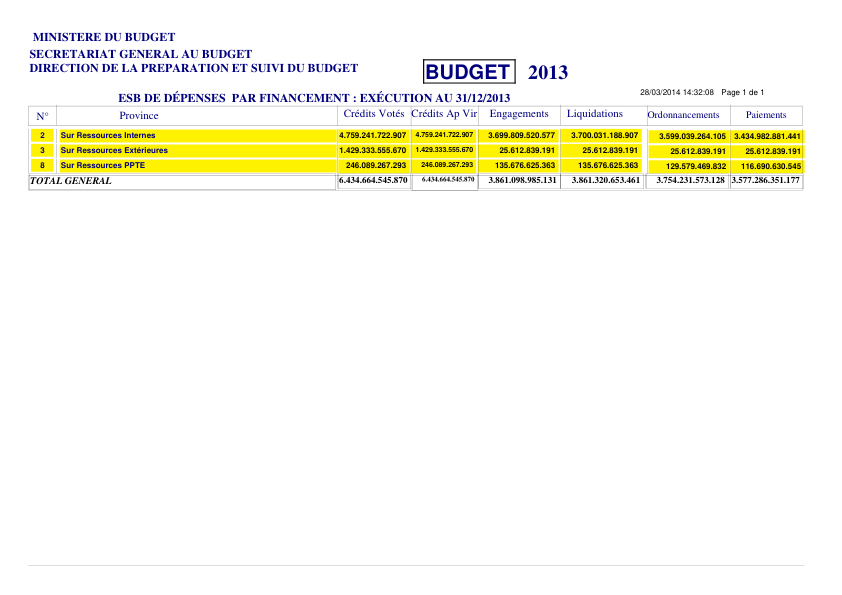 MINISTERE DU BUDGET
SECRETARIAT GENERAL AU BUDGET
DIRECTION DE LA PREPARATION ET SUIVI DU BUDGET
BUDGET 2013
28/03/2014 14:32:08 Page 1 de 1
ESB DE DÉPENSES PAR FINANCEMENT : EXÉCUTION AU 31/12/2013
N° Province Crédits Votés Crédits Ap Vir Engagements Liquidations Ordonnancements Paiements
2 Sur Ressources Internes 4.759.241.722.907 4.759.241.722.907 3.699.809.520.577 3.700.031.188.907 3.599.039.264.105 3.434.982.881.441
3 Sur Ressources Extérieures 1.429.333.555.670 1.429.333.555.670 25.612.839.191 25.612.839.191 25.612.839.191 25.612.839.191
8 Sur Ressources PPTE 246.089.267.293 246.089.267.293 135.676.625.363 135.676.625.363 129.579.469.832 116.690.630.545
TOTAL GENERAL 6.434.664.545.870 6.434.664.545.870 3.861.098.985.131 3.861.320.653.461 3.754.231.573.128 3.577.286.351.177